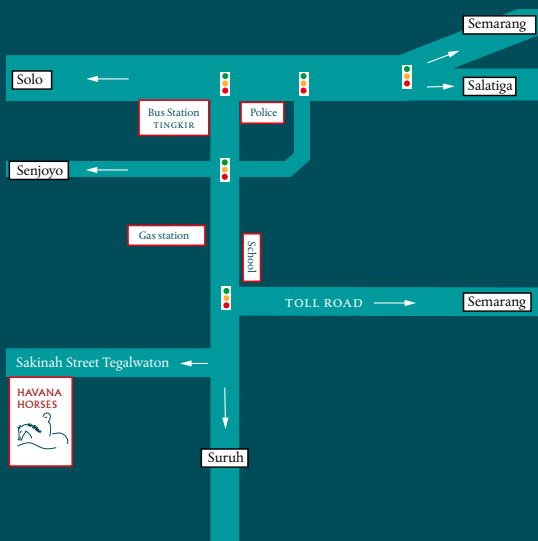 Semarang
Solo
Salatiga
Bus Station
TINGKIR
Police
Senjoyo
Gas station
School
TOLL ROAD
Semarang
Sakinah Street Tegalwaton
HAVANA
HORSES
Suruh